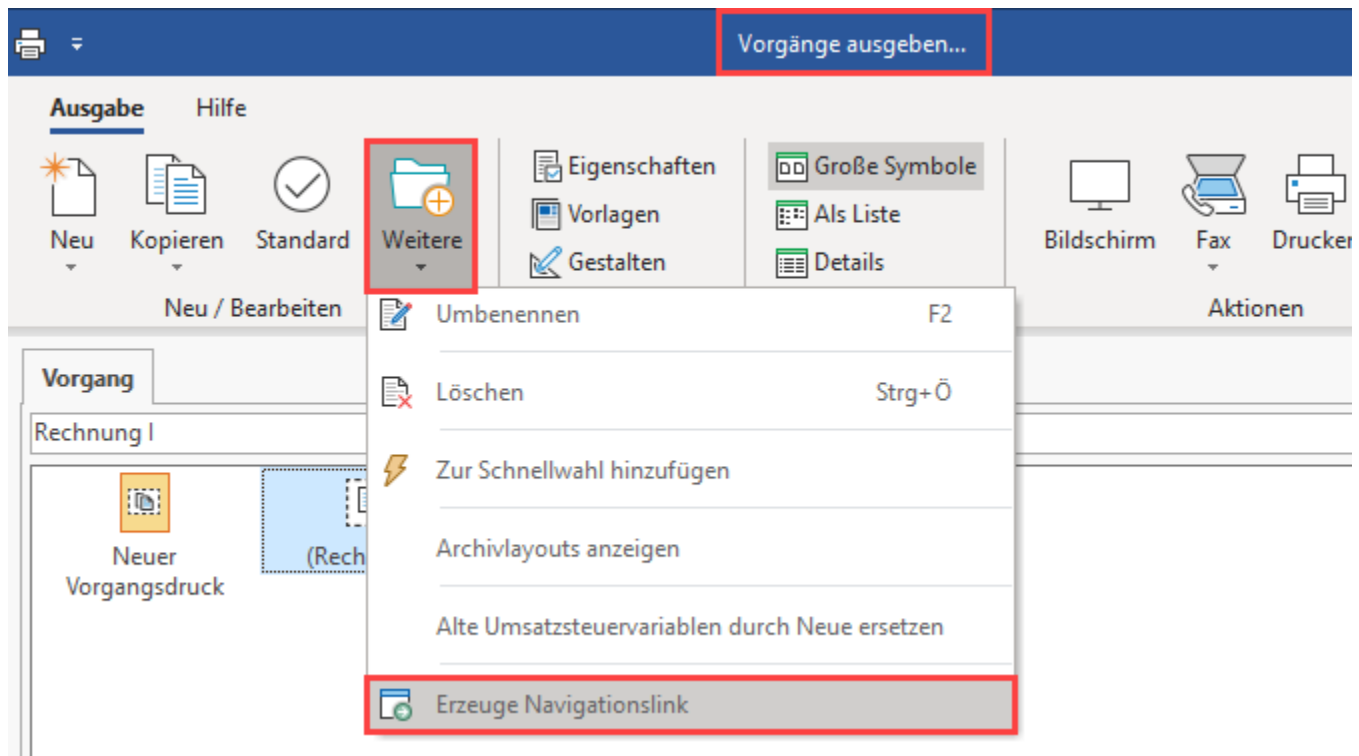 Vorgänge ausgeben...
Ausgabe Hilfe
Neu Kopieren Standard Weitere
Eigenschaften
Vorlagen
Gestalten
Große Symbole
Als Liste
Details
Bildschirm Fax Drucker
Neu / Bearbeiten
Aktionen
Umbenennen F2
Löschen Strg+Ö
Zur Schnellwahl hinzufügen
Archivlayouts anzeigen
Alte Umsatzsteuervariablen durch Neue ersetzen
Erzeuge Navigationslink
Vorgang
Rechnung I
Neuer
Vorgangsdruck
(Rech